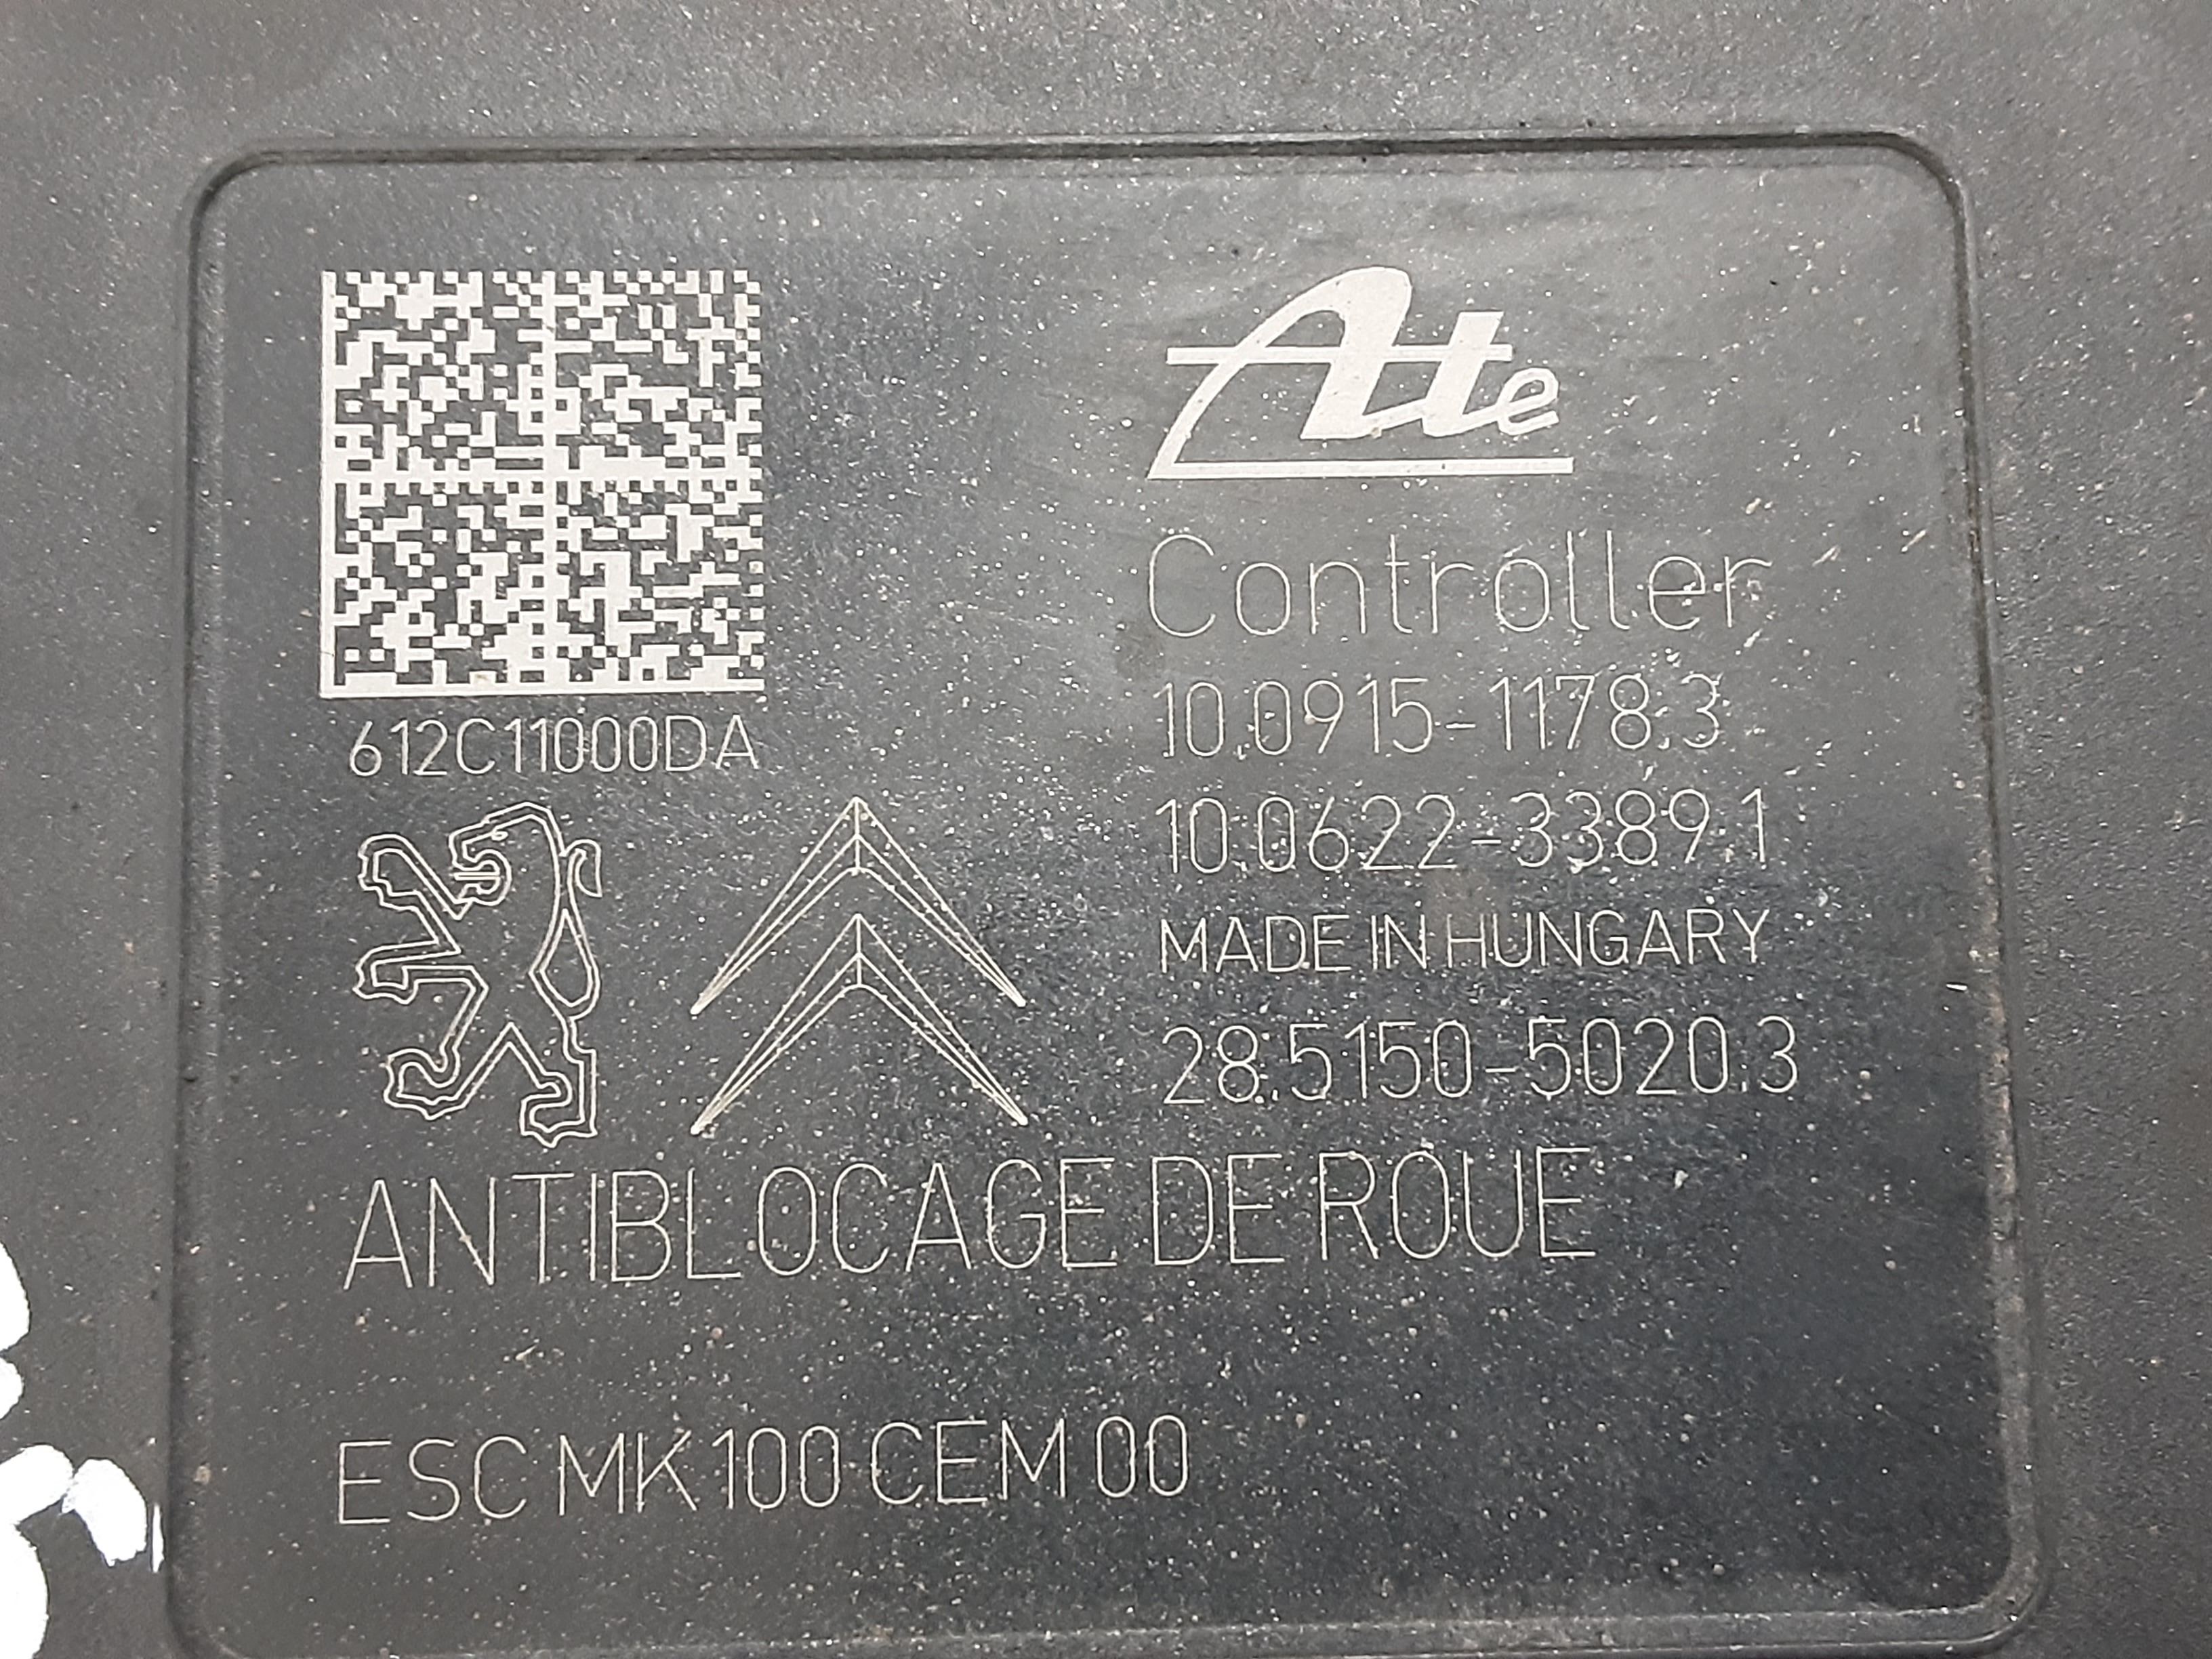 Ate
Controller
612C11000DA
10.0915-1178.3
10.0622-3389.1
MADE IN HUNGARY
28.5150-5020.3
ANTIBLOCAGE DE ROUE
ESC MK100 CEM 00